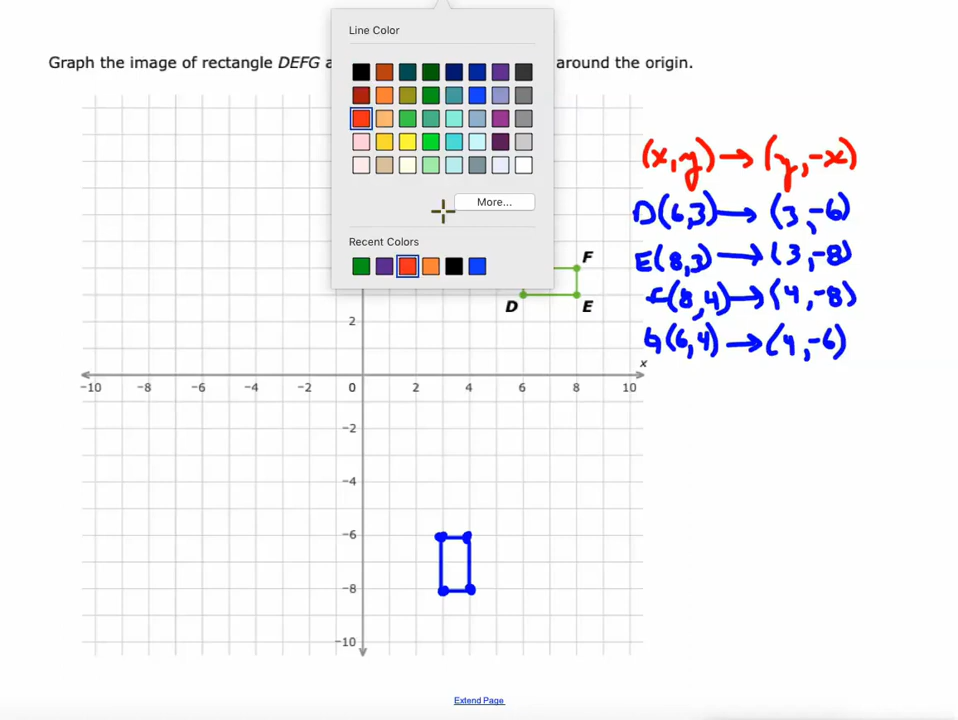 Line Color
Graph the image of rectangle DEFG a around the origin.
More...
Recent Colors
(x,y) → (y,-x)
D(6,3) → (3,-6)
E(8,3) → (3,-8)
F(8,4) → (4,-8)
G(6,4) → (4,-6)
F
D
E
2
x
-10 -8 -6 -4 -2 0 2 4 6 8 10
-2
-4
-6
-8
-10
Extend Page